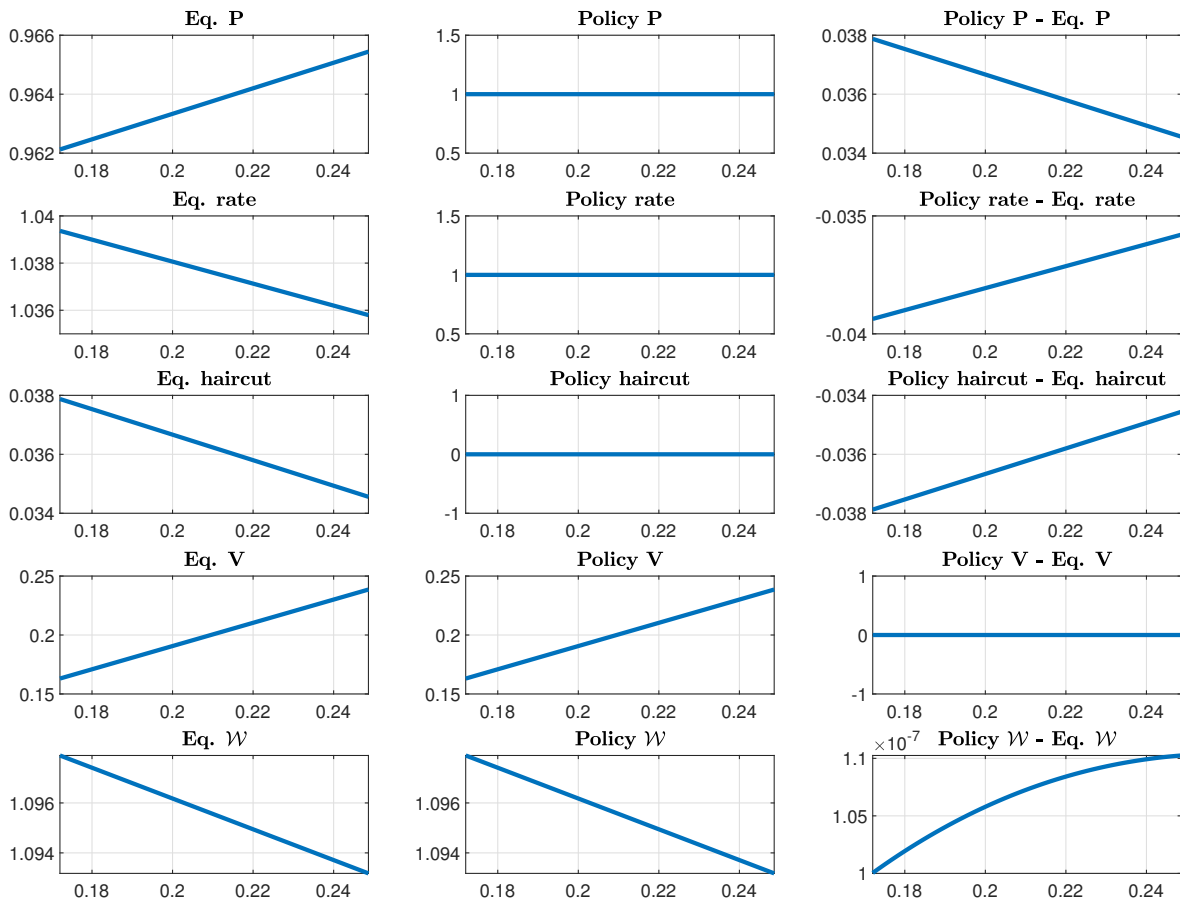 Eq. P
0.966
0.964
0.962
0.18 0.2 0.22 0.24
Policy P
1.5
1
0.5
0.18 0.2 0.22 0.24
Policy P - Eq. P
0.038
0.036
0.034
0.18 0.2 0.22 0.24
Eq. rate
1.04
1.038
1.036
0.18 0.2 0.22 0.24
Policy rate
1.5
1
0.5
0.18 0.2 0.22 0.24
Policy rate - Eq. rate
-0.035
-0.04
0.18 0.2 0.22 0.24
Eq. haircut
0.038
0.036
0.034
0.18 0.2 0.22 0.24
Policy haircut
1
0
-1
0.18 0.2 0.22 0.24
Policy haircut - Eq. haircut
-0.034
-0.036
-0.038
0.18 0.2 0.22 0.24
Eq. V
0.25
0.2
0.15
0.18 0.2 0.22 0.24
Policy V
0.25
0.2
0.15
0.18 0.2 0.22 0.24
Policy V - Eq. V
1
0
-1
0.18 0.2 0.22 0.24
Eq. 𝒲
1.096
1.094
0.18 0.2 0.22 0.24
Policy 𝒲
1.096
1.094
0.18 0.2 0.22 0.24
Policy 𝒲 - Eq. 𝒲
×10⁻⁷
1.1
1.05
1
0.18 0.2 0.22 0.24